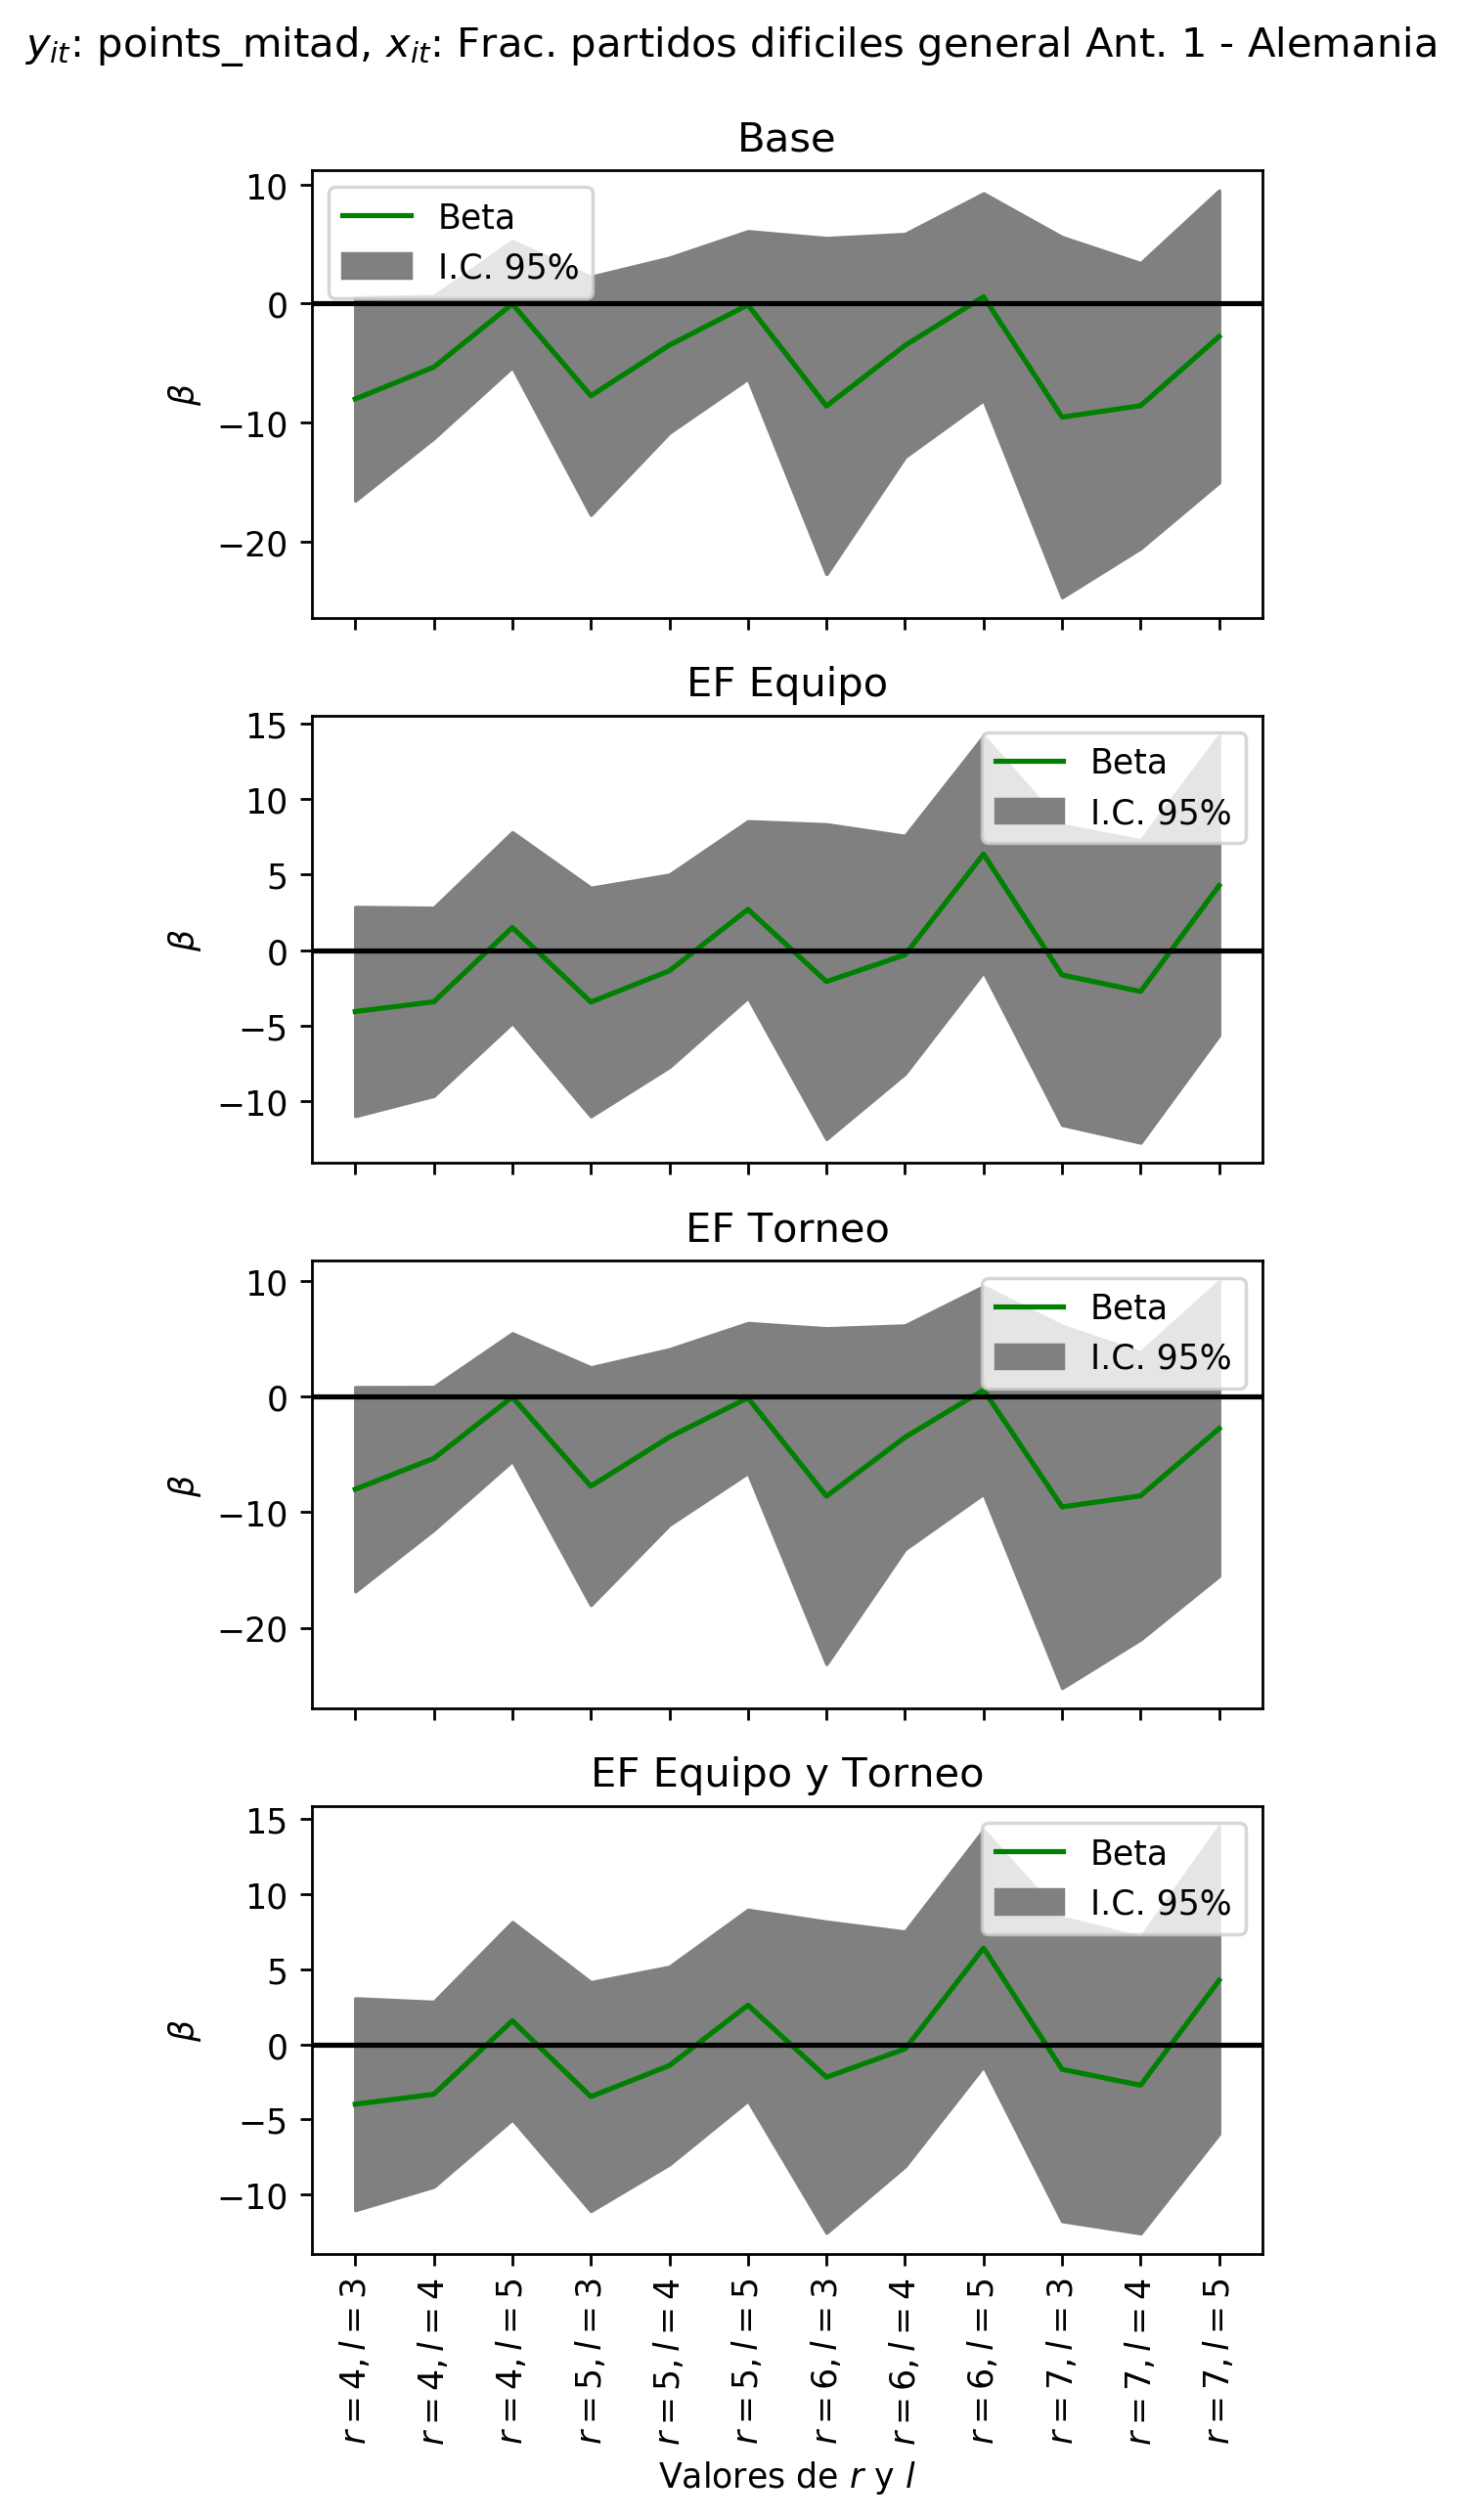 y_it: points_mitad, x_it: Frac. partidos dificiles general Ant. 1 - Alemania
Base
10
0
−10
−20
β
Beta
I.C. 95%
EF Equipo
15
10
5
0
−5
−10
β
Beta
I.C. 95%
EF Torneo
10
0
−10
−20
β
Beta
I.C. 95%
EF Equipo y Torneo
15
10
5
0
−5
−10
β
Beta
I.C. 95%
r = 4, l = 3
r = 4, l = 4
r = 4, l = 5
r = 5, l = 3
r = 5, l = 4
r = 5, l = 5
r = 6, l = 3
r = 6, l = 4
r = 6, l = 5
r = 7, l = 3
r = 7, l = 4
r = 7, l = 5
Valores de r y l